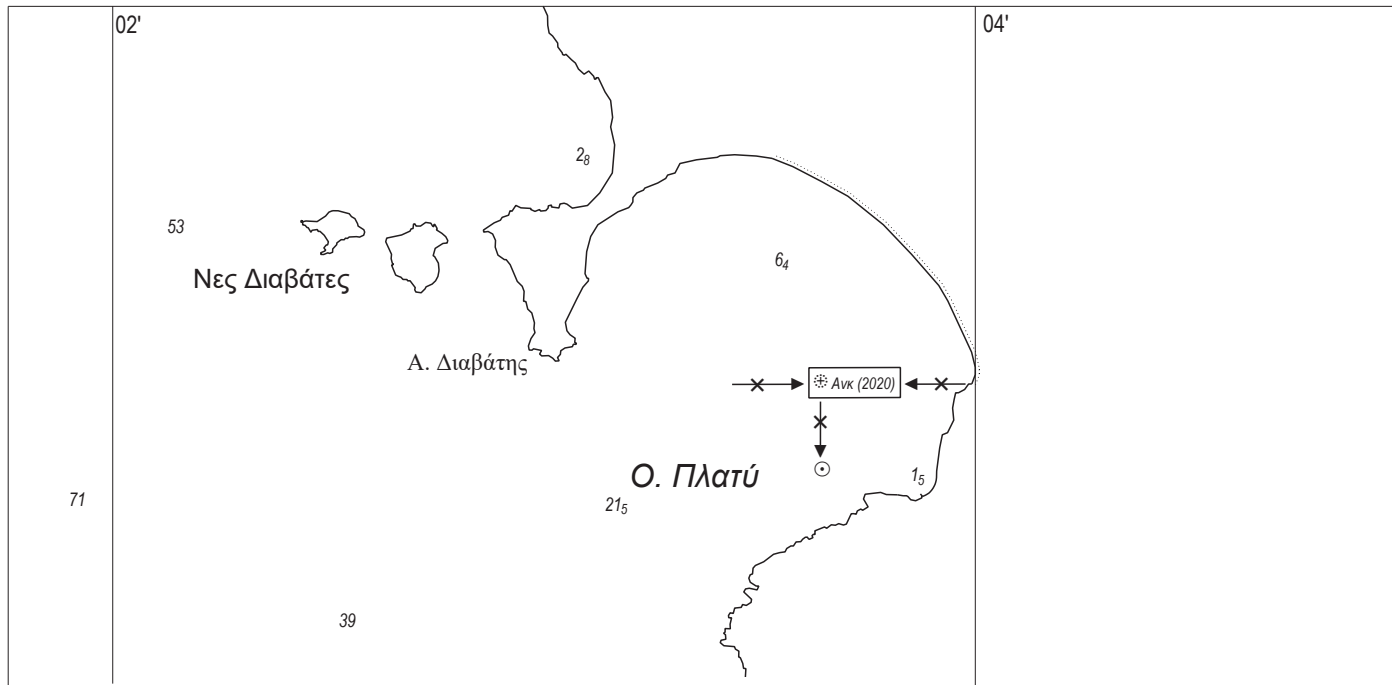 02'
04'
2₈
53
6₄
Νες Διαβάτες
Α. Διαβάτης
Ανκ (2020)
Ο. Πλατύ
1₅
71
21₅
39